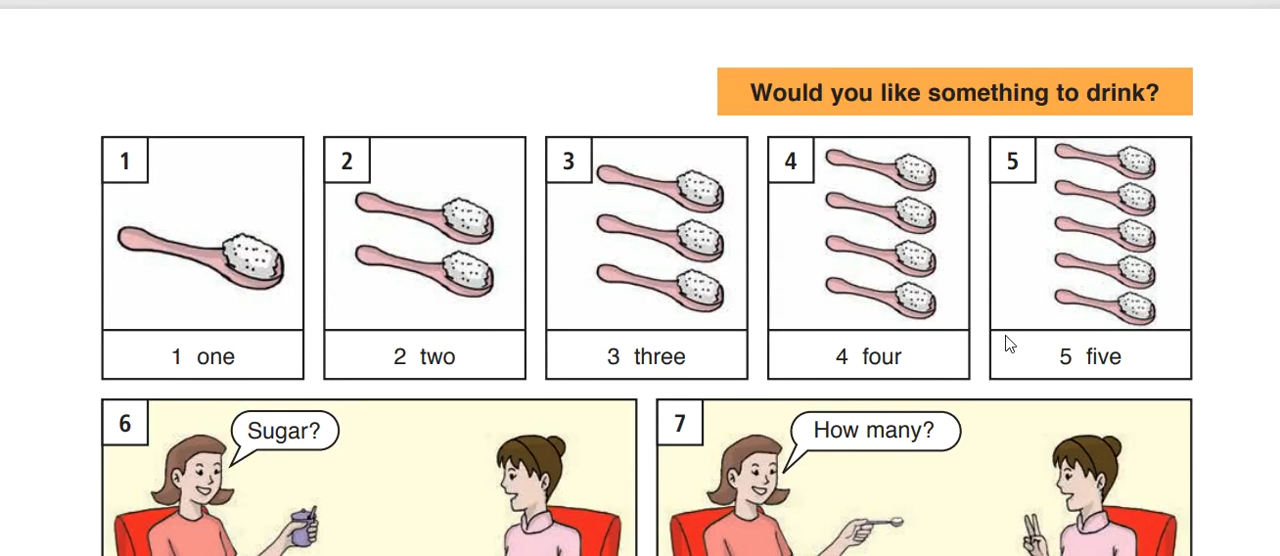 Would you like something to drink?
1
2
3
4
5
1 one
2 two
3 three
4 four
5 five
6
Sugar?
7
How many?